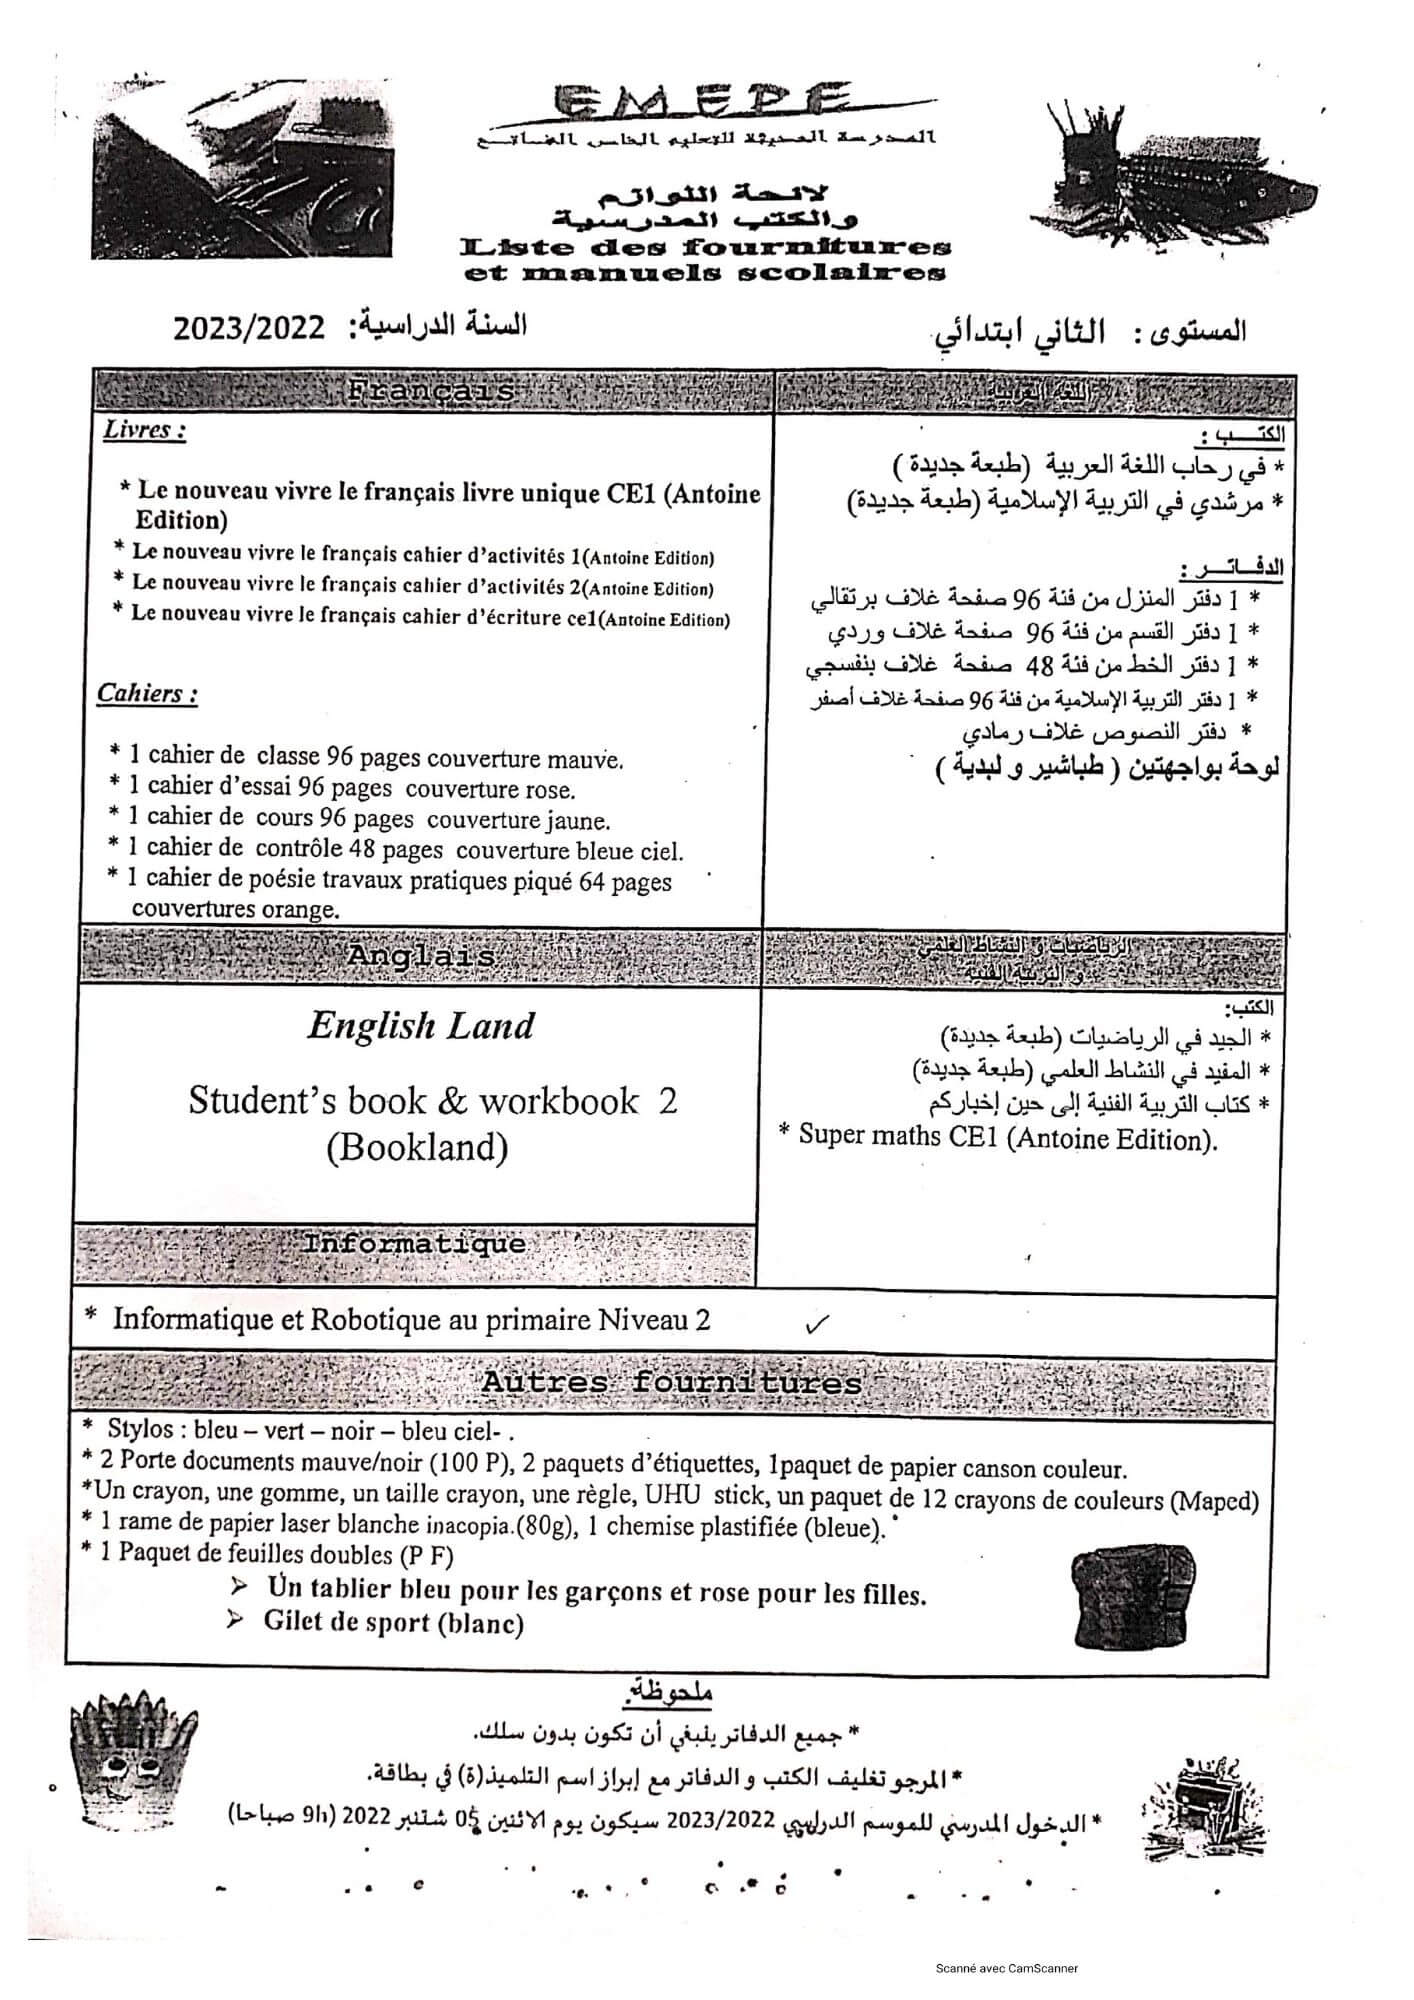 EMEPE
المدرسة الحديثة للتعليم الخاص
لائحة اللوازم
والكتب المدرسية
Liste des fournitures
et manuels scolaires
المستوى: الثاني ابتدائي
السنة الدراسية: 2023/2022
Français
Livres :
* Le nouveau vivre le français livre unique CE1 (Antoine
Edition)
* Le nouveau vivre le français cahier d'activités 1(Antoine Edition)
* Le nouveau vivre le français cahier d'activités 2(Antoine Edition)
* Le nouveau vivre le français cahier d'écriture ce1(Antoine Edition)
Cahiers :
* 1 cahier de classe 96 pages couverture mauve.
* 1 cahier d'essai 96 pages couverture rose.
* 1 cahier de cours 96 pages couverture jaune.
* 1 cahier de contrôle 48 pages couverture bleue ciel.
* 1 cahier de poésie travaux pratiques piqué 64 pages
couvertures orange.
اللغة العربية
الكتـــب :
* في رحاب اللغة العربية (طبعة جديدة )
* مرشدي في التربية الإسلامية (طبعة جديدة)
الدفـــاتـــر :
* 1 دفتر المنزل من فئة 96 صفحة غلاف برتقالي
* 1 دفتر القسم من فئة 96 صفحة غلاف وردي
* 1 دفتر الخط من فئة 48 صفحة غلاف بنفسجي
* 1 دفتر التربية الإسلامية من فئة 96 صفحة غلاف أصفر
* دفتر النصوص غلاف رمادي
لوحة بواجهتين ( طباشير و لبدية )
Anglais
English Land
Student's book & workbook 2
(Bookland)
الرياضيات و النشاط العلمي
و التربية الفنية
الكتب:
* الجيد في الرياضيات (طبعة جديدة)
* المفيد في النشاط العلمي (طبعة جديدة)
* كتاب التربية الفنية إلى حين إخباركم
* Super maths CE1 (Antoine Edition).
Informatique
* Informatique et Robotique au primaire Niveau 2 ✓
Autres fournitures
* Stylos : bleu – vert – noir – bleu ciel- .
* 2 Porte documents mauve/noir (100 P), 2 paquets d'étiquettes, 1paquet de papier canson couleur.
*Un crayon, une gomme, un taille crayon, une règle, UHU stick, un paquet de 12 crayons de couleurs (Maped)
* 1 rame de papier laser blanche inacopia.(80g), 1 chemise plastifiée (bleue).
* 1 Paquet de feuilles doubles (P F)
➢ Un tablier bleu pour les garçons et rose pour les filles.
➢ Gilet de sport (blanc)
ملحوظة:
* جميع الدفاتر ينبغي أن تكون بدون سلك.
* المرجو تغليف الكتب و الدفاتر مع إبراز اسم التلميذ(ة) في بطاقة.
* الدخول المدرسي للموسم الدراسي 2023/2022 سيكون يوم الاثنين 05 شتنبر 2022 (9h صباحا)
Scanné avec CamScanner